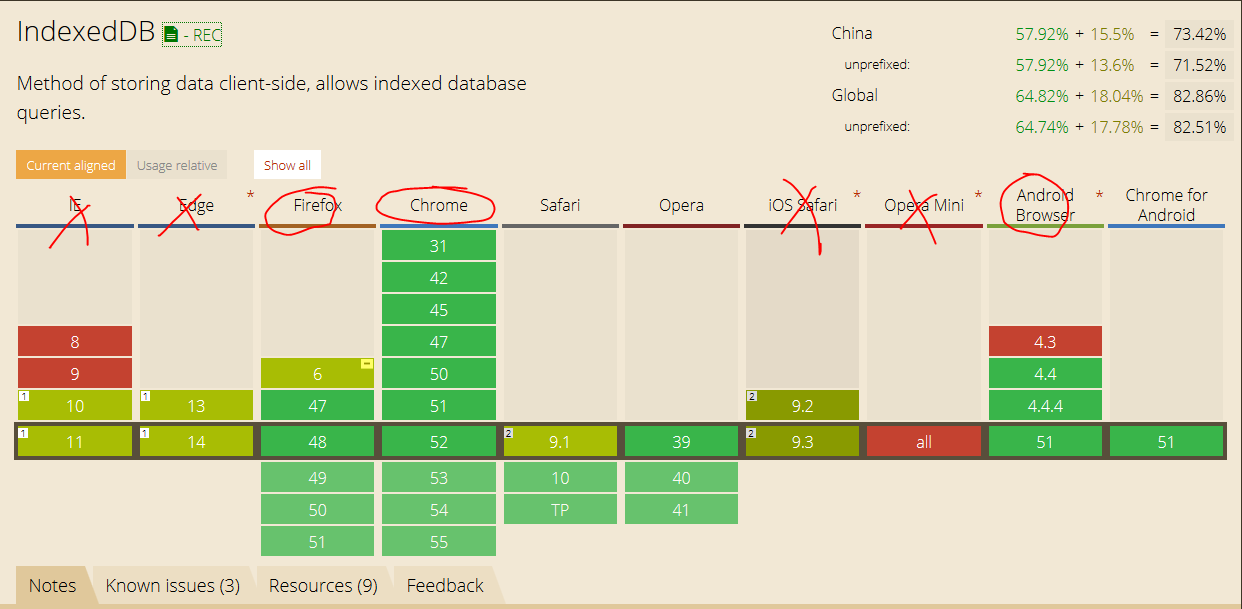 IndexedDB - REC
Method of storing data client-side, allows indexed database
queries.
China 57.92% + 15.5% = 73.42%
unprefixed: 57.92% + 13.6% = 71.52%
Global 64.82% + 18.04% = 82.86%
unprefixed: 64.74% + 17.78% = 82.51%
Current aligned Usage relative Show all
IE Edge * Firefox Chrome Safari Opera iOS Safari * Opera Mini * Android Browser * Chrome for Android
31
42
45
8 47 4.3
9 6 - 50 4.4
1 10 1 13 47 51 2 9.2 4.4.4
1 11 1 14 48 52 2 9.1 39 2 9.3 all 51 51
49 53 10 40
50 54 TP 41
51 55
Notes Known issues (3) Resources (9) Feedback